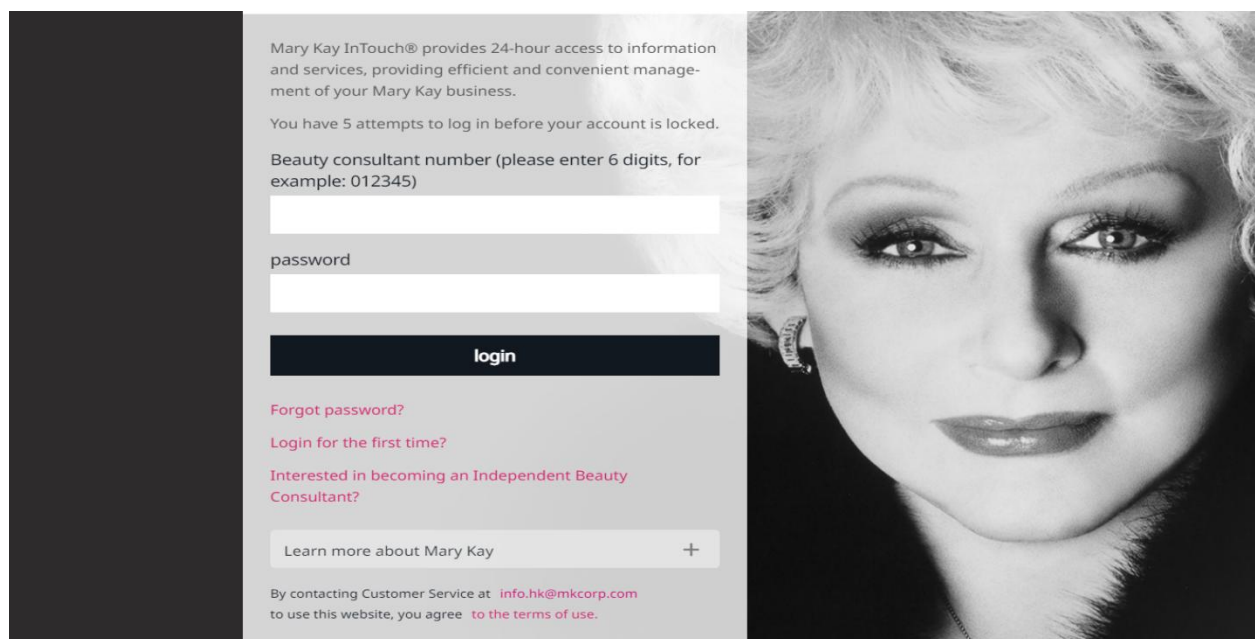 Mary Kay InTouch® provides 24-hour access to information
and services, providing efficient and convenient manage-
ment of your Mary Kay business.
You have 5 attempts to log in before your account is locked.
Beauty consultant number (please enter 6 digits, for
example: 012345)
password
login
Forgot password?
Login for the first time?
Interested in becoming an Independent Beauty
Consultant?
Learn more about Mary Kay +
By contacting Customer Service at info.hk@mkcorp.com
to use this website, you agree to the terms of use.